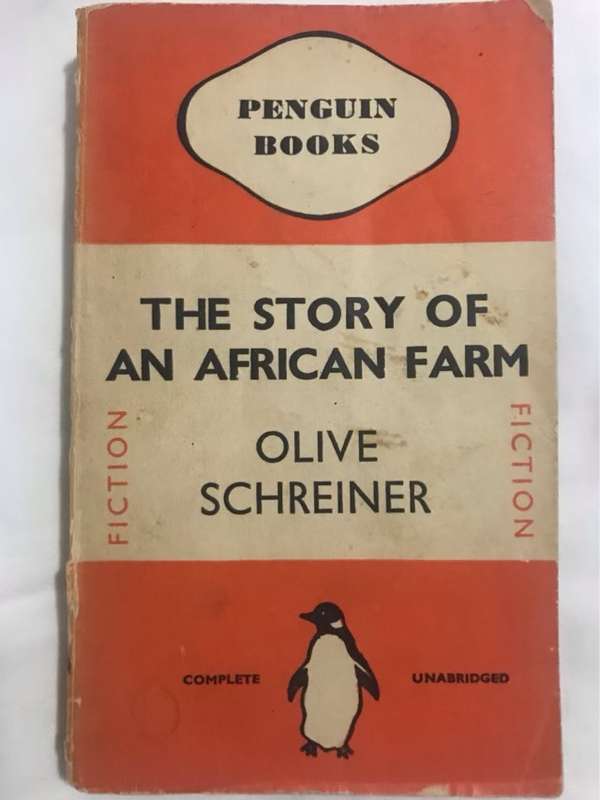 PENGUIN
BOOKS
THE STORY OF
AN AFRICAN FARM
FICTION
OLIVE
SCHREINER
FICTION
COMPLETE
UNABRIDGED